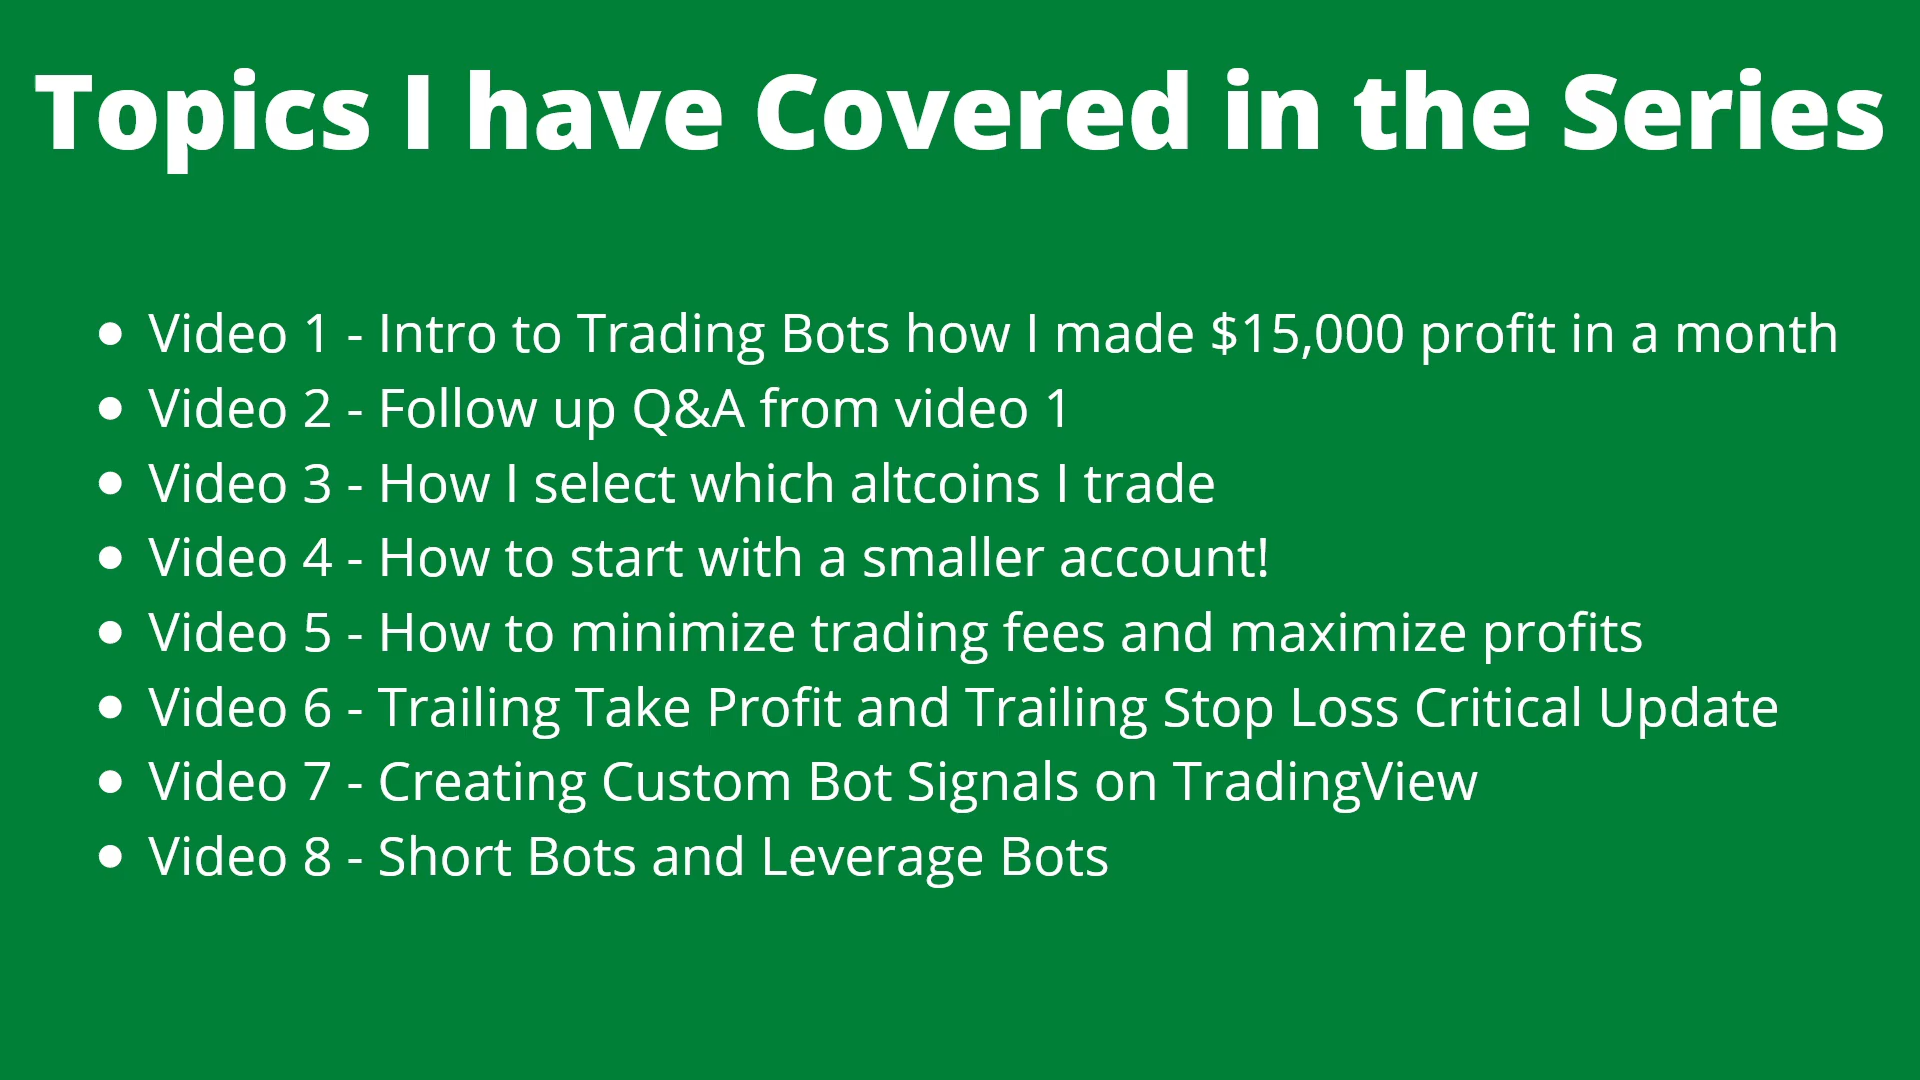 Topics I have Covered in the Series
• Video 1 - Intro to Trading Bots how I made $15,000 profit in a month
• Video 2 - Follow up Q&A from video 1
• Video 3 - How I select which altcoins I trade
• Video 4 - How to start with a smaller account!
• Video 5 - How to minimize trading fees and maximize profits
• Video 6 - Trailing Take Profit and Trailing Stop Loss Critical Update
• Video 7 - Creating Custom Bot Signals on TradingView
• Video 8 - Short Bots and Leverage Bots